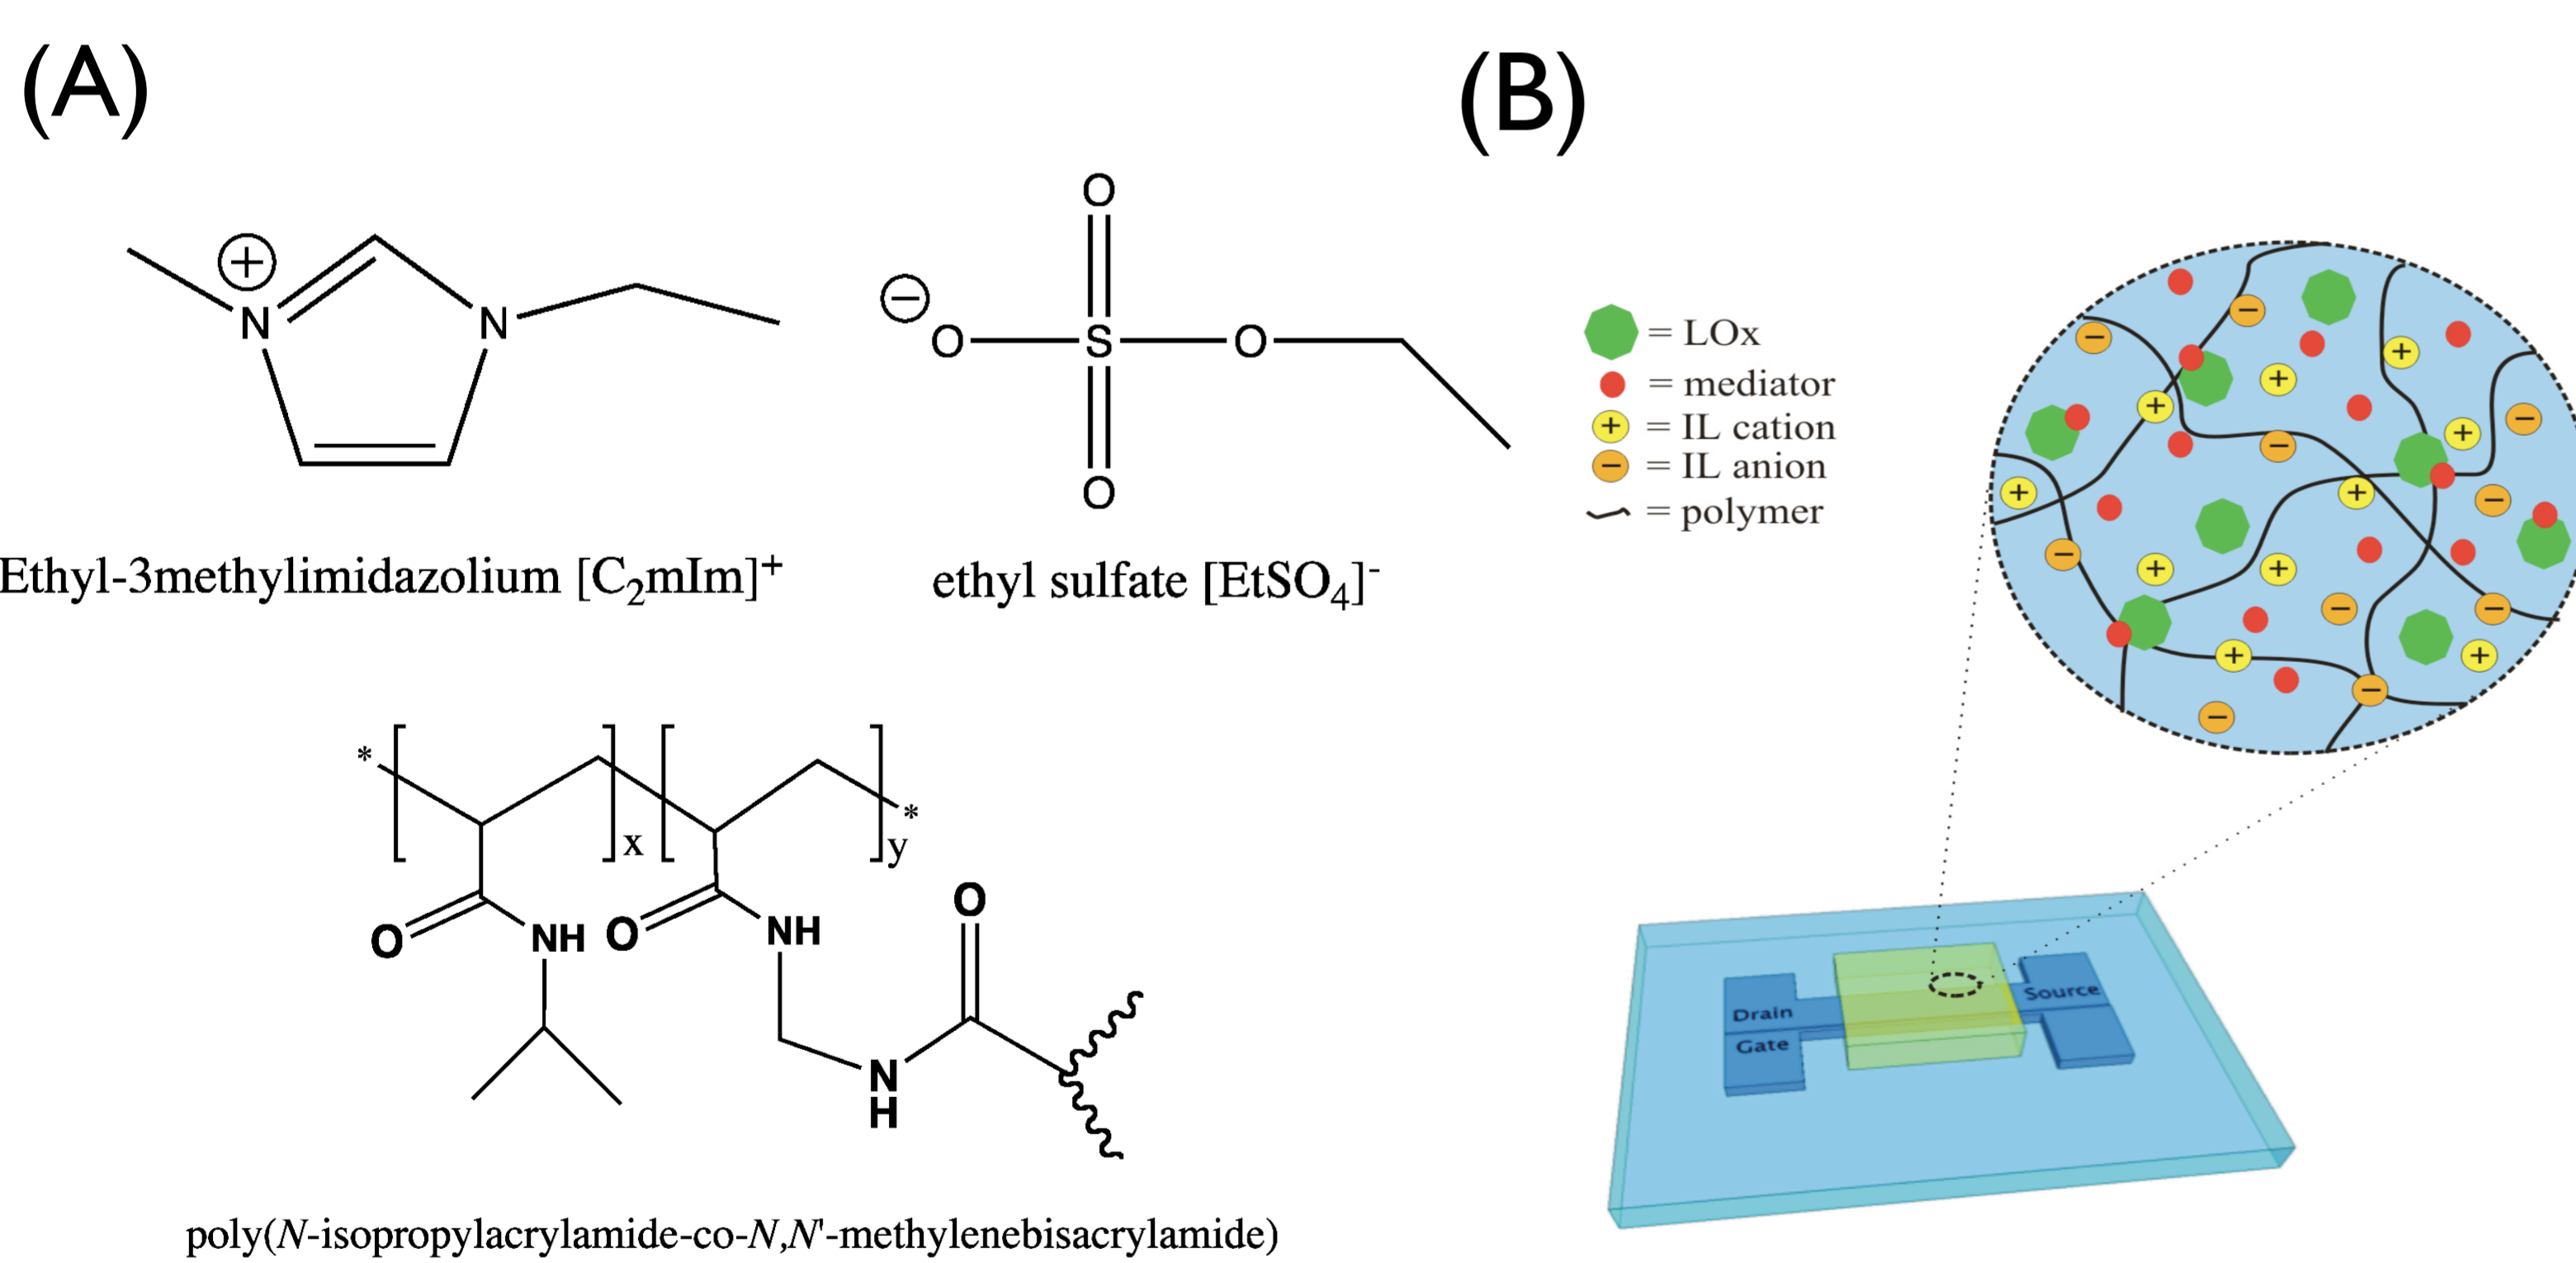 (A)
(B)
N
N
Ethyl-3methylimidazolium [C₂mIm]⁺
O
O
S
O
O
ethyl sulfate [EtSO₄]⁻
= LOx
= mediator
+ = IL cation
− = IL anion
= polymer
*
x
y
*
O
NH
O
NH
O
N
H
poly(N-isopropylacrylamide-co-N,N'-methylenebisacrylamide)
Drain
Gate
Source